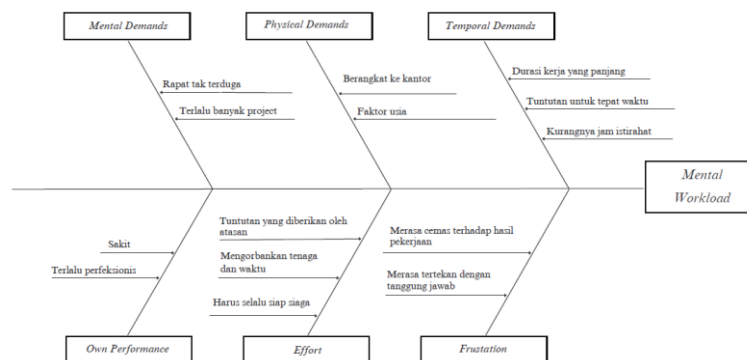 Mental Demands
Physical Demands
Temporal Demands
Rapat tak terduga
Terlalu banyak project
Berangkat ke kantor
Faktor usia
Durasi kerja yang panjang
Tuntutan untuk tepat waktu
Kurangnya jam istirahat
Mental
Workload
Sakit
Terlalu perfeksionis
Tuntutan yang diberikan oleh
atasan
Mengorbankan tenaga
dan waktu
Harus selalu siap siaga
Merasa cemas terhadap hasil
pekerjaan
Merasa tertekan dengan
tanggung jawab
Own Performance
Effort
Frustation